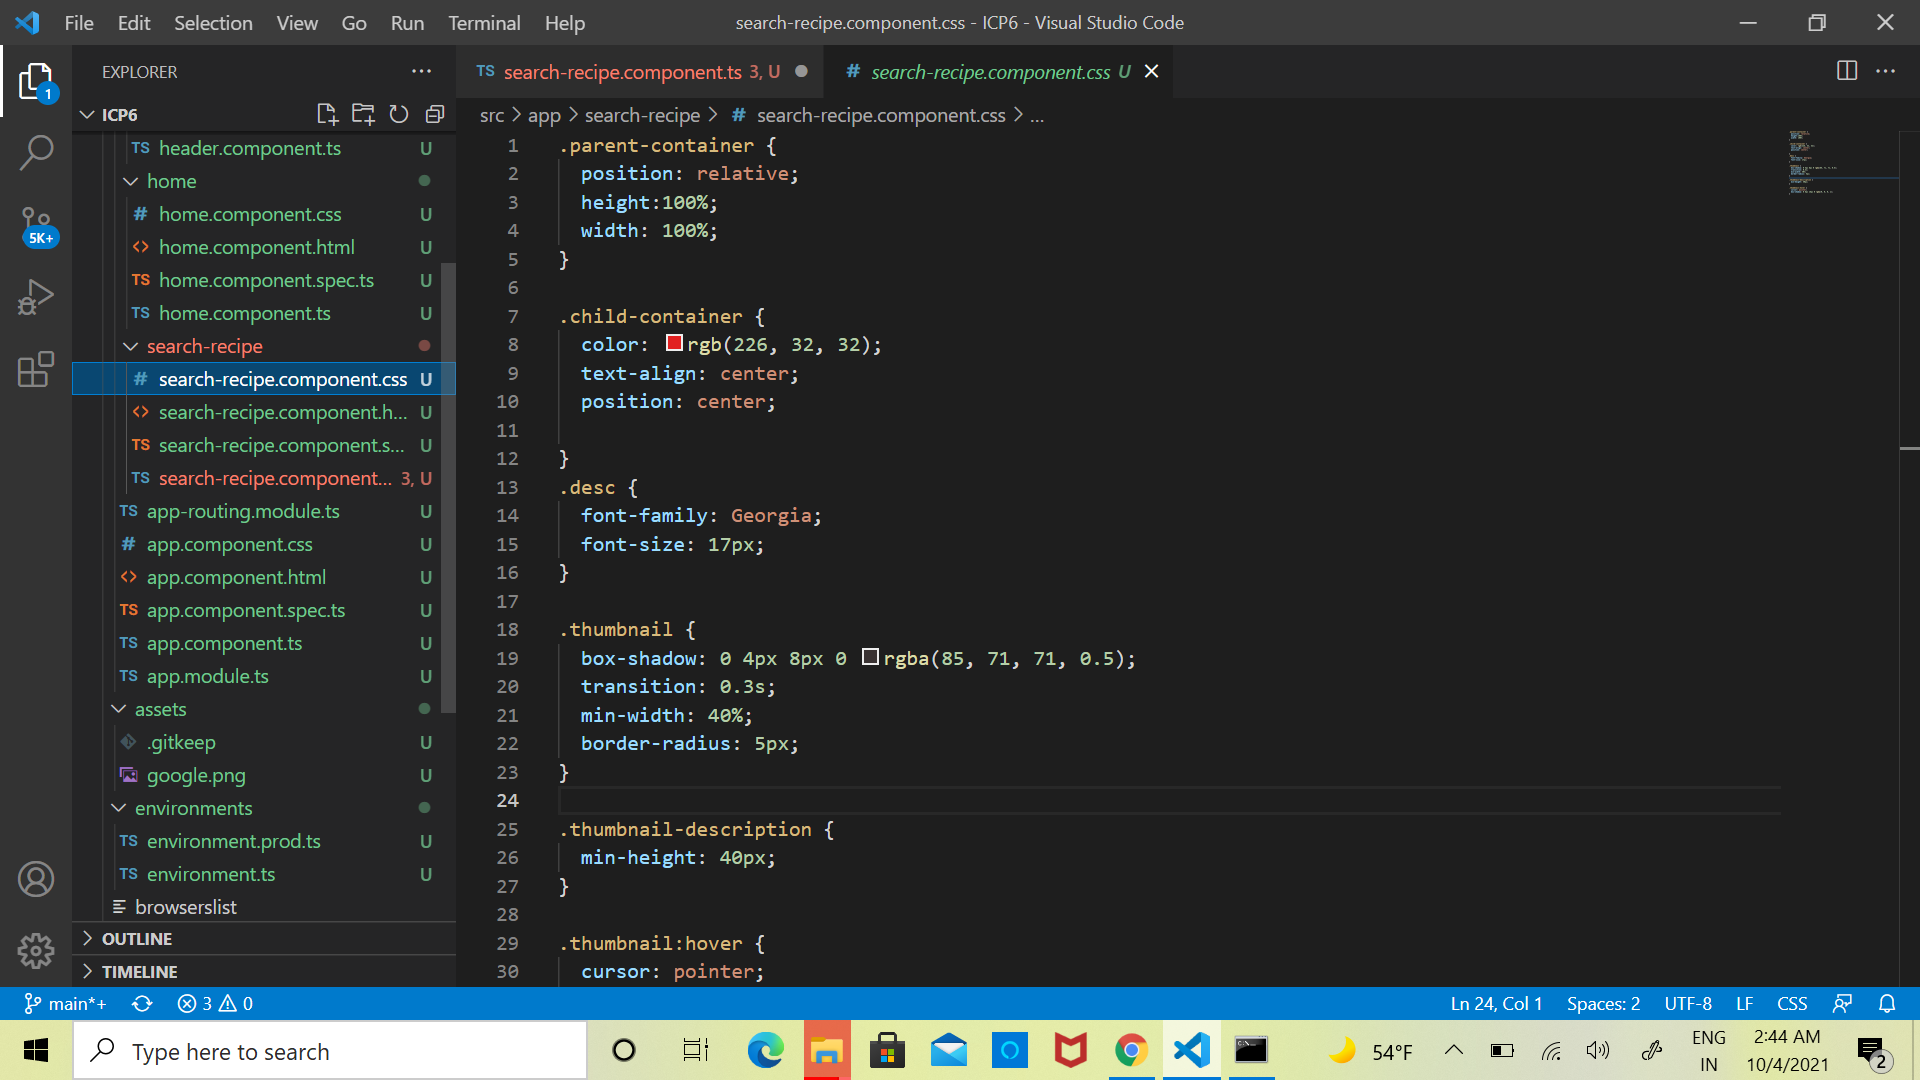 File Edit Selection View Go Run Terminal Help
search-recipe.component.css - ICP6 - Visual Studio Code
EXPLORER
ICP6
TS header.component.ts U
home
# home.component.css U
<> home.component.html U
TS home.component.spec.ts U
TS home.component.ts U
search-recipe
# search-recipe.component.css U
<> search-recipe.component.h... U
TS search-recipe.component.s... U
TS search-recipe.component... 3, U
TS app-routing.module.ts U
# app.component.css U
<> app.component.html U
TS app.component.spec.ts U
TS app.component.ts U
TS app.module.ts U
assets
.gitkeep U
google.png U
environments
TS environment.prod.ts U
TS environment.ts U
browserslist
OUTLINE
TIMELINE
1
5K+
TS search-recipe.component.ts 3, U
# search-recipe.component.css U
src > app > search-recipe > # search-recipe.component.css > ...
1 .parent-container {
2 position: relative;
3 height:100%;
4 width: 100%;
5 }
6
7 .child-container {
8 color: rgb(226, 32, 32);
9 text-align: center;
10 position: center;
11
12 }
13 .desc {
14 font-family: Georgia;
15 font-size: 17px;
16 }
17
18 .thumbnail {
19 box-shadow: 0 4px 8px 0 rgba(85, 71, 71, 0.5);
20 transition: 0.3s;
21 min-width: 40%;
22 border-radius: 5px;
23 }
24
25 .thumbnail-description {
26 min-height: 40px;
27 }
28
29 .thumbnail:hover {
30 cursor: pointer;
main*+ 3 0
Ln 24, Col 1 Spaces: 2 UTF-8 LF CSS
Type here to search
54°F
ENG
IN
2:44 AM
10/4/2021
2